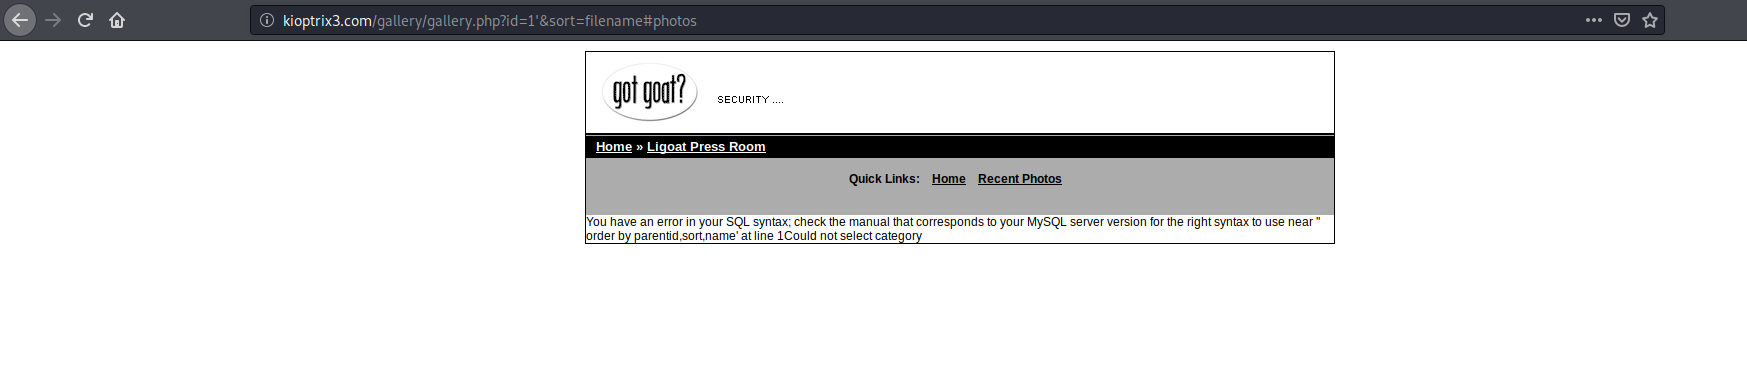 kioptrix3.com/gallery/gallery.php?id=1'&sort=filename#photos
got goat?
SECURITY ....
Home » Ligoat Press Room
Quick Links: Home Recent Photos
You have an error in your SQL syntax; check the manual that corresponds to your MySQL server version for the right syntax to use near ''
order by parentid,sort,name' at line 1Could not select category